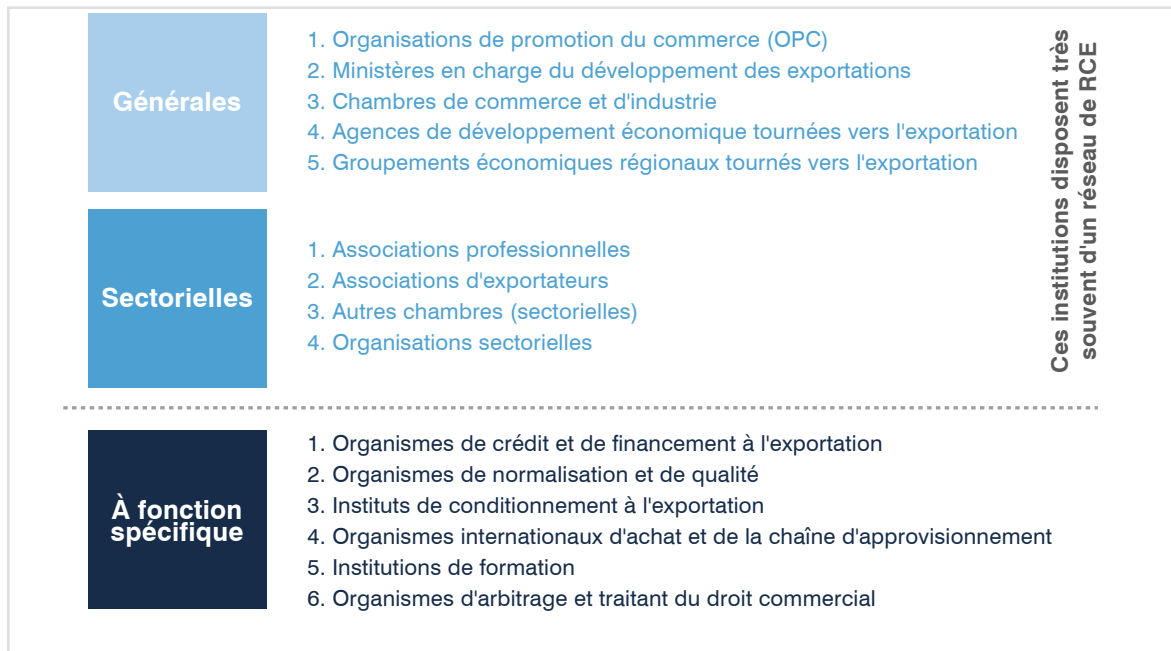 Générales
1. Organisations de promotion du commerce (OPC)
2. Ministères en charge du développement des exportations
3. Chambres de commerce et d'industrie
4. Agences de développement économique tournées vers l'exportation
5. Groupements économiques régionaux tournés vers l'exportation
Sectorielles
1. Associations professionnelles
2. Associations d'exportateurs
3. Autres chambres (sectorielles)
4. Organisations sectorielles
Ces institutions disposent très
souvent d'un réseau de RCE
À fonction
spécifique
1. Organismes de crédit et de financement à l'exportation
2. Organismes de normalisation et de qualité
3. Instituts de conditionnement à l'exportation
4. Organismes internationaux d'achat et de la chaîne d'approvisionnement
5. Institutions de formation
6. Organismes d'arbitrage et traitant du droit commercial